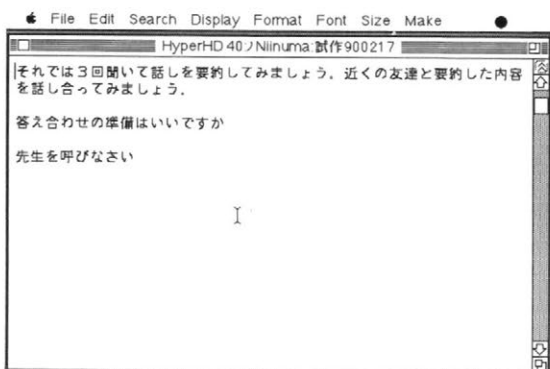 File Edit Search Display Format Font Size Make
HyperHD 40:ﾉNiinuma:試作900217
それでは３回聞いて話しを要約してみましょう．近くの友達と要約した内容
を話し合ってみましょう．
答え合わせの準備はいいですか
先生を呼びなさい